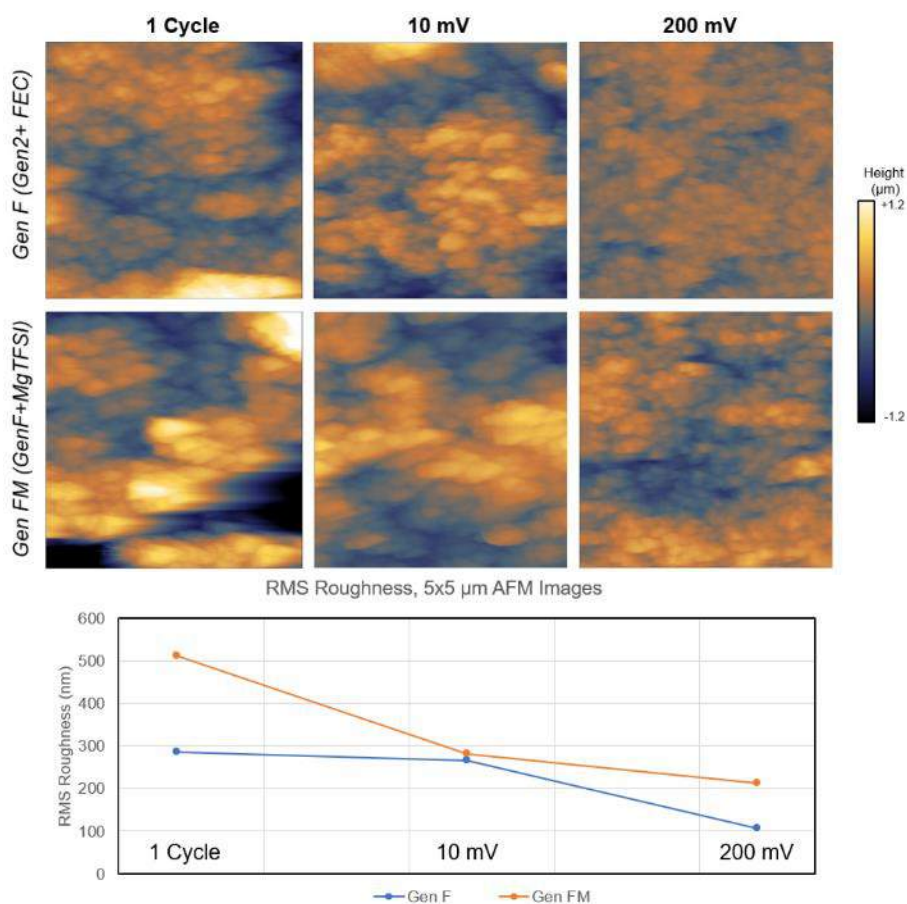 1 Cycle 10 mV 200 mV
Gen F (Gen2+ FEC)
Height
(µm)
+1.2
-1.2
Gen FM (GenF+MgTFSI)
RMS Roughness, 5x5 µm AFM Images
RMS Roughness (nm)
600
500
400
300
200
100
0
1 Cycle 10 mV 200 mV
Gen F Gen FM